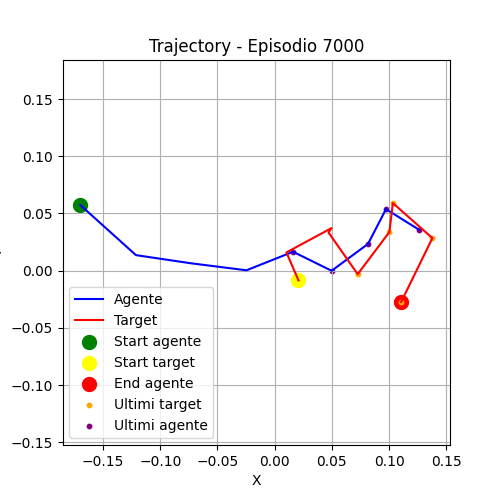 Trajectory - Episodio 7000
0.15
0.10
0.05
0.00
−0.05
−0.10
−0.15
Agente
Target
Start agente
Start target
End agente
Ultimi target
Ultimi agente
−0.15
−0.10
−0.05
0.00
0.05
0.10
0.15
X